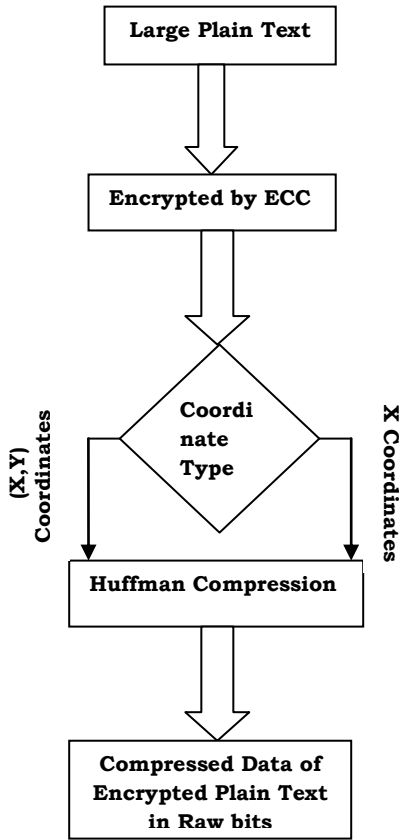 Large Plain Text
Encrypted by ECC
Coordi
nate
Type
(X,Y)
Coordinates
X Coordinates
Huffman Compression
Compressed Data of
Encrypted Plain Text
in Raw bits